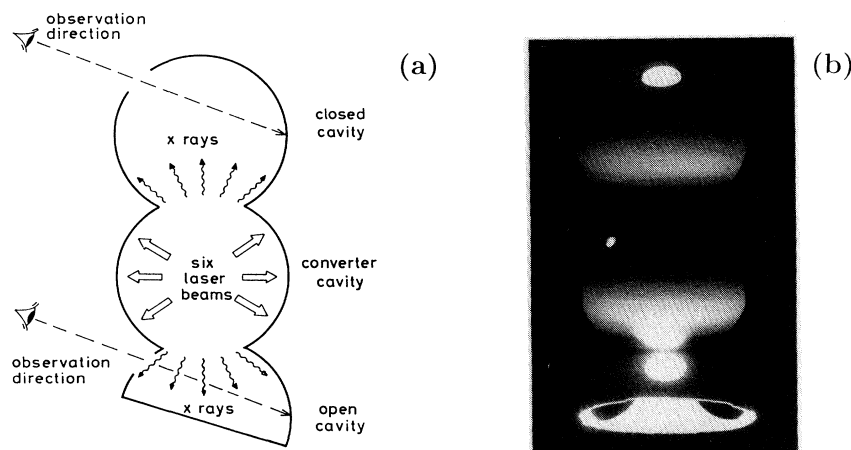 observation
direction
(a)
closed
cavity
x rays
six
laser
beams
converter
cavity
observation
direction
x rays
open
cavity
(b)